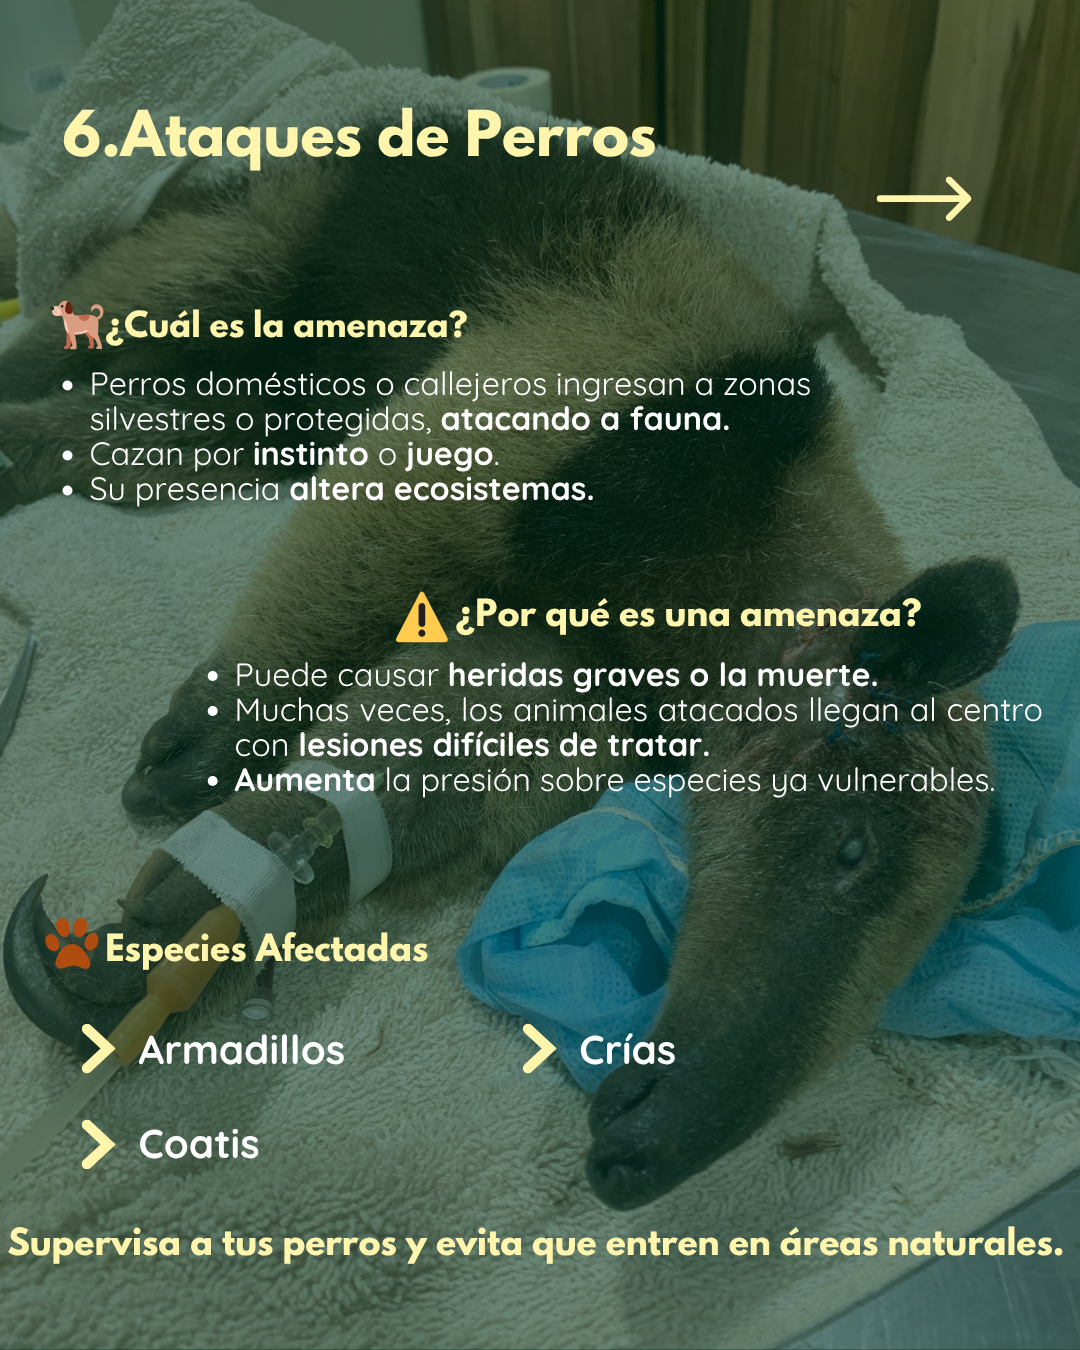 6.Ataques de Perros
¿Cuál es la amenaza?
Perros domésticos o callejeros ingresan a zonas
silvestres o protegidas, atacando a fauna.
Cazan por instinto o juego.
Su presencia altera ecosistemas.
¿Por qué es una amenaza?
Puede causar heridas graves o la muerte.
Muchas veces, los animales atacados llegan al centro
con lesiones difíciles de tratar.
Aumenta la presión sobre especies ya vulnerables.
Especies Afectadas
Armadillos
Crías
Coatis
Supervisa a tus perros y evita que entren en áreas naturales.